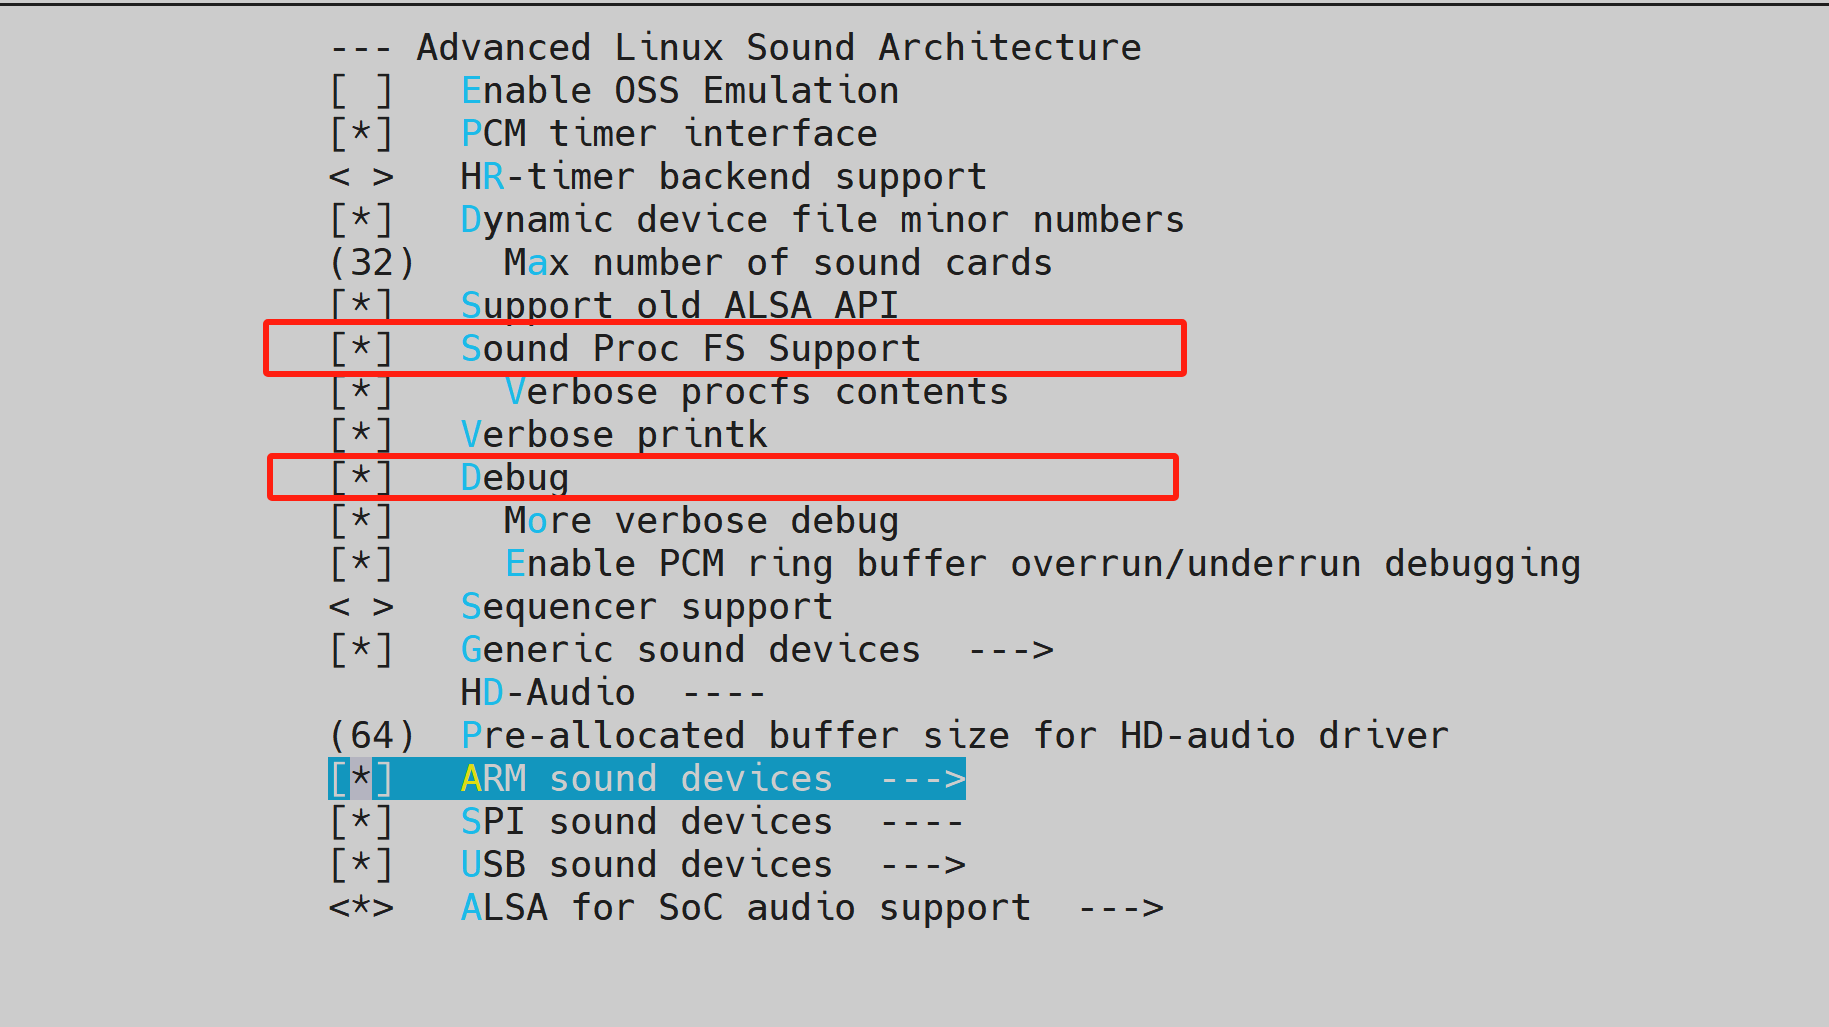 --- Advanced Linux Sound Architecture
[ ]   Enable OSS Emulation
[*]   PCM timer interface
< >   HR-timer backend support
[*]   Dynamic device file minor numbers
(32)    Max number of sound cards
[*]   Support old ALSA API
[*]   Sound Proc FS Support
[*]     Verbose procfs contents
[*]   Verbose printk
[*]   Debug
[*]     More verbose debug
[*]     Enable PCM ring buffer overrun/underrun debugging
< >   Sequencer support
[*]   Generic sound devices  --->
      HD-Audio  ----
(64)  Pre-allocated buffer size for HD-audio driver
[*]   ARM sound devices  --->
[*]   SPI sound devices  ----
[*]   USB sound devices  --->
<*>   ALSA for SoC audio support  --->